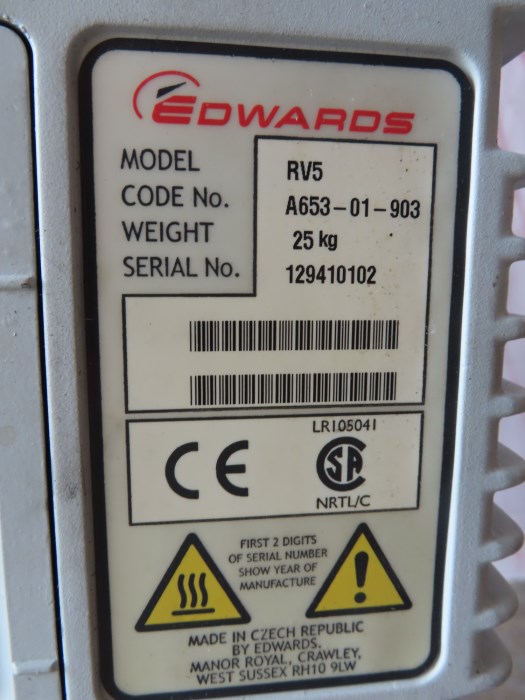 EDWARDS
MODEL RV5
CODE No. A653-01-903
WEIGHT 25 kg
SERIAL No. 129410102
LR105041
CE
SA
NRTL/C
FIRST 2 DIGITS
OF SERIAL NUMBER
SHOW YEAR OF
MANUFACTURE
MADE IN CZECH REPUBLIC
BY EDWARDS.
MANOR ROYAL, CRAWLEY,
WEST SUSSEX RH10 9LW